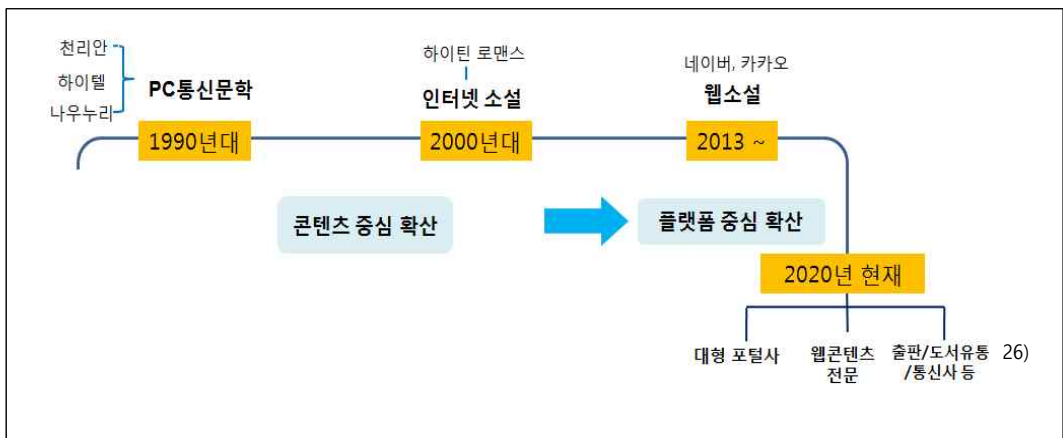 천리안
하이텔
나우누리
PC통신문학
1990년대
하이틴 로맨스
인터넷 소설
2000년대
네이버, 카카오
웹소설
2013 ~
콘텐츠 중심 확산
플랫폼 중심 확산
2020년 현재
대형 포털사
웹콘텐츠
전문
출판/도서유통
/통신사 등
26)